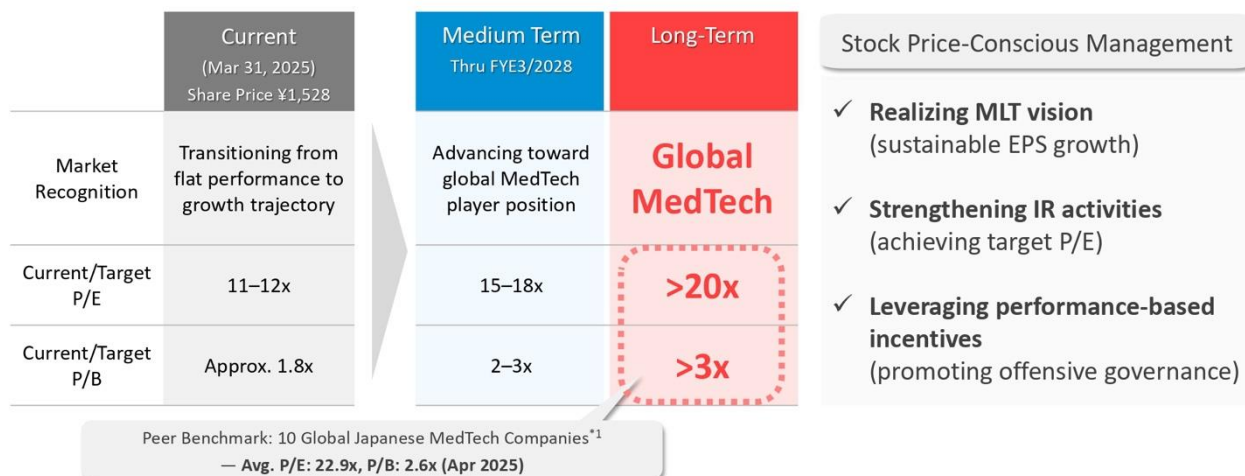 Current
(Mar 31, 2025)
Share Price ¥1,528
Medium Term
Thru FYE3/2028
Long-Term
Market
Recognition
Transitioning from
flat performance to
growth trajectory
Advancing toward
global MedTech
player position
Global
MedTech
Current/Target
P/E
11–12x
15–18x
>20x
Current/Target
P/B
Approx. 1.8x
2–3x
>3x
Peer Benchmark: 10 Global Japanese MedTech Companies*1
— Avg. P/E: 22.9x, P/B: 2.6x (Apr 2025)
Stock Price-Conscious Management
✓ Realizing MLT vision
(sustainable EPS growth)
✓ Strengthening IR activities
(achieving target P/E)
✓ Leveraging performance-based
incentives
(promoting offensive governance)